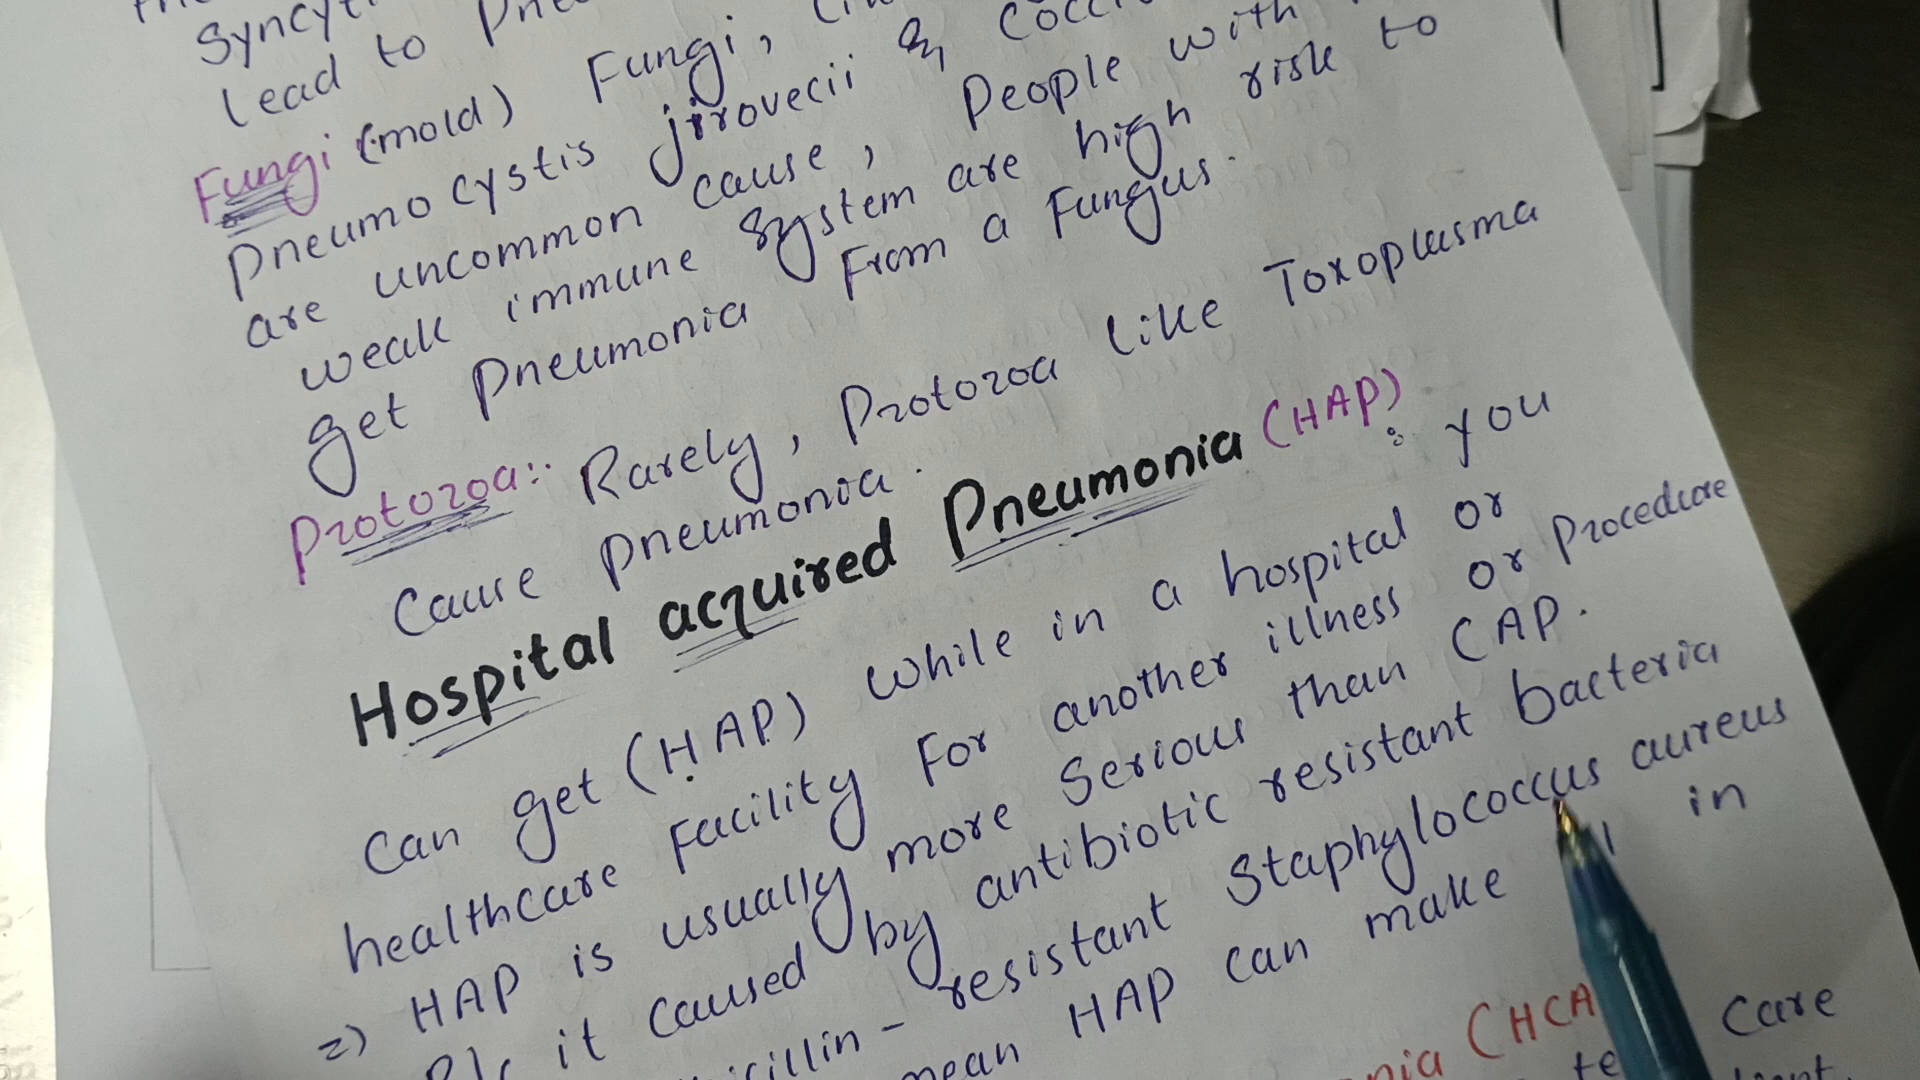 lead to
Fungi (mold) Fungi,
pneumocystis jirovecii &
are uncommon cause, people with
weak immune system are high risk to
get pneumonia from a fungus.
Protozoa:- Rarely, Protozoa like Toxoplasma
cause pneumonia.
Hospital acquired Pneumonia (HAP) : you
can get (HAP) while in a hospital or
healthcare facility for another illness or procedure
=) HAP is usually more serious than CAP.
B/c it caused by antibiotic resistant bacteria
resistant Staphylococcus aureus
mean HAP can make in
(HCA
care